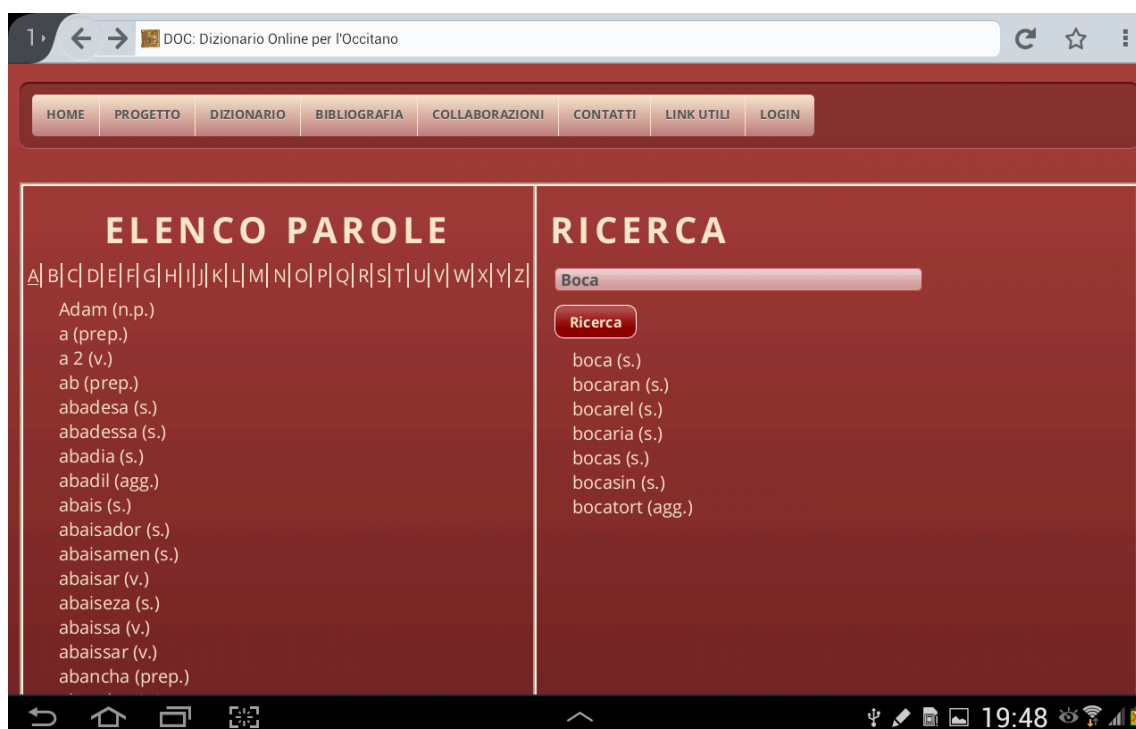 1
DOC: Dizionario Online per l'Occitano
HOME PROGETTO DIZIONARIO BIBLIOGRAFIA COLLABORAZIONI CONTATTI LINK UTILI LOGIN
ELENCO PAROLE
A|B|C|D|E|F|G|H|I|J|K|L|M|N|O|P|Q|R|S|T|U|V|W|X|Y|Z|
Adam (n.p.)
a (prep.)
a 2 (v.)
ab (prep.)
abadesa (s.)
abadessa (s.)
abadia (s.)
abadil (agg.)
abais (s.)
abaisador (s.)
abaisamen (s.)
abaisar (v.)
abaiseza (s.)
abaissa (v.)
abaissar (v.)
abancha (prep.)
RICERCA
Boca
Ricerca
boca (s.)
bocaran (s.)
bocarel (s.)
bocaria (s.)
bocas (s.)
bocasin (s.)
bocatort (agg.)
19:48